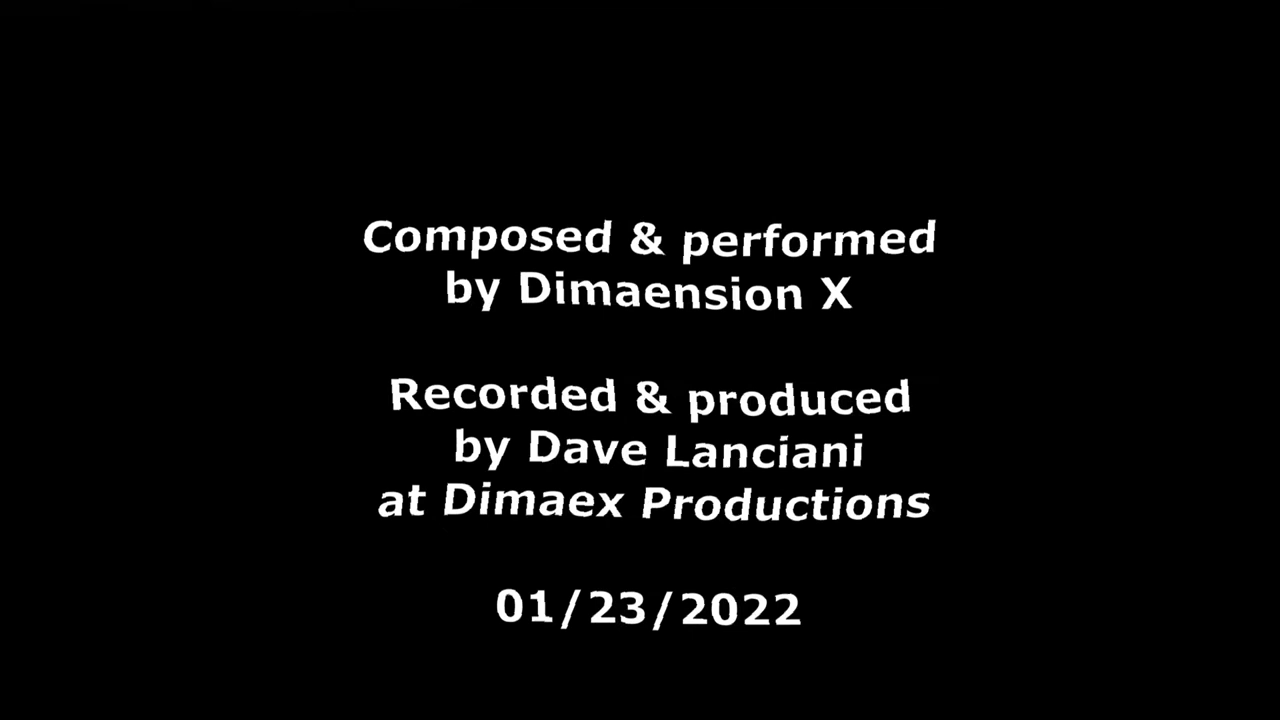 Composed & performed
by Dimaension X
Recorded & produced
by Dave Lanciani
at Dimaex Productions
01/23/2022